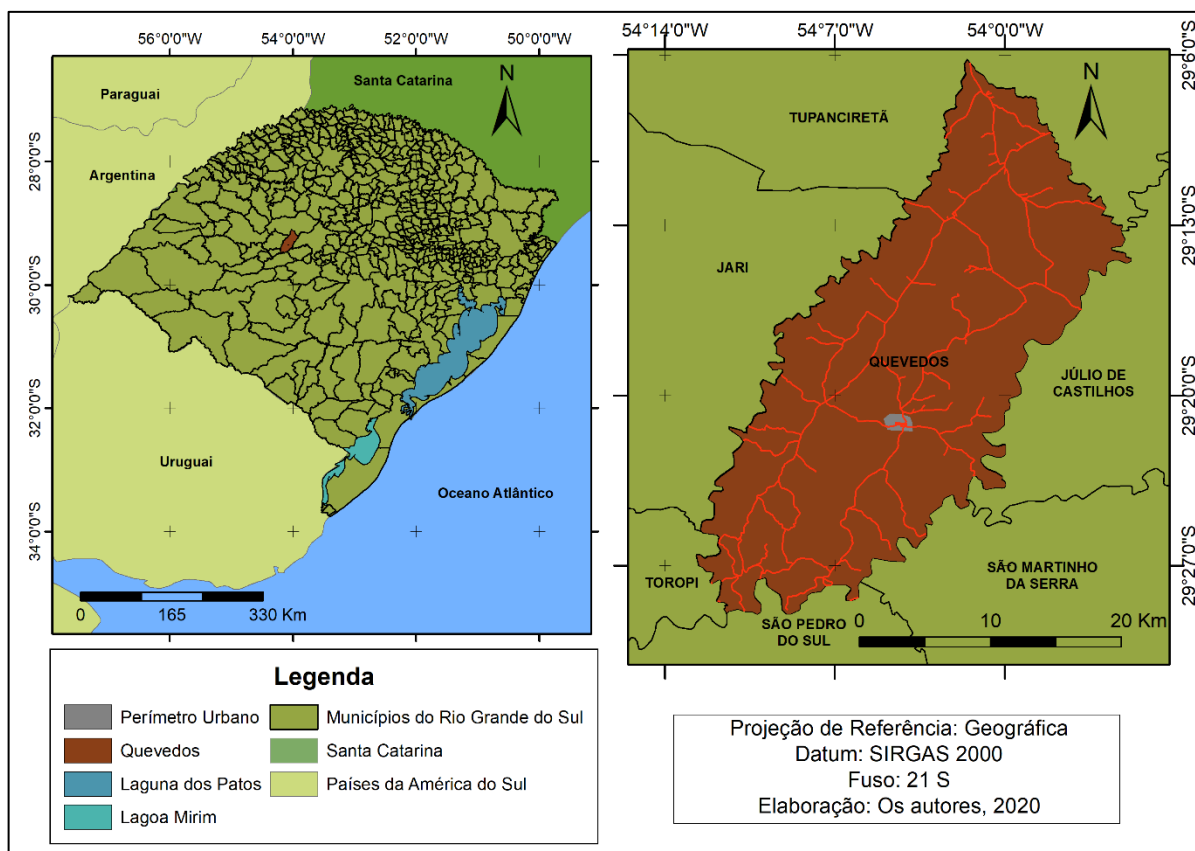 56°0'0"W 54°0'0"W 52°0'0"W 50°0'0"W
28°0'0"S
30°0'0"S
32°0'0"S
34°0'0"S
N
Santa Catarina
Paraguai
Argentina
Uruguai
Oceano Atlântico
0 165 330 Km
54°14'0"W 54°7'0"W 54°0'0"W
29°6'0"S
29°13'0"S
29°20'0"S
29°27'0"S
N
TUPANCIRETÃ
JARI
QUEVEDOS
JÚLIO DE
CASTILHOS
TOROPI
SÃO MARTINHO
DA SERRA
SÃO PEDRO
DO SUL
0 10 20 Km
Legenda
Perímetro Urbano
Quevedos
Laguna dos Patos
Lagoa Mirim
Municípios do Rio Grande do Sul
Santa Catarina
Países da América do Sul
Projeção de Referência: Geográfica
Datum: SIRGAS 2000
Fuso: 21 S
Elaboração: Os autores, 2020